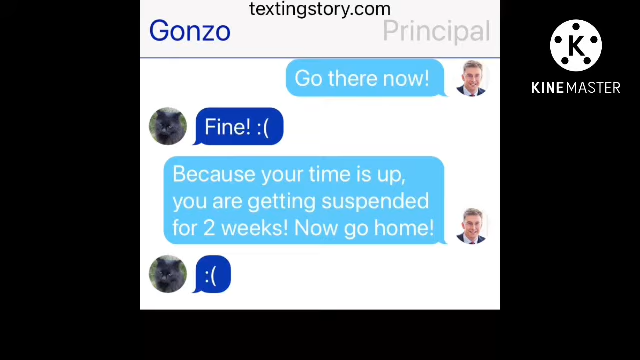 textingstory.com
Gonzo
Principal
K
KINEMASTER
Go there now!
Fine! :(
Because your time is up,
you are getting suspended
for 2 weeks! Now go home!
:(